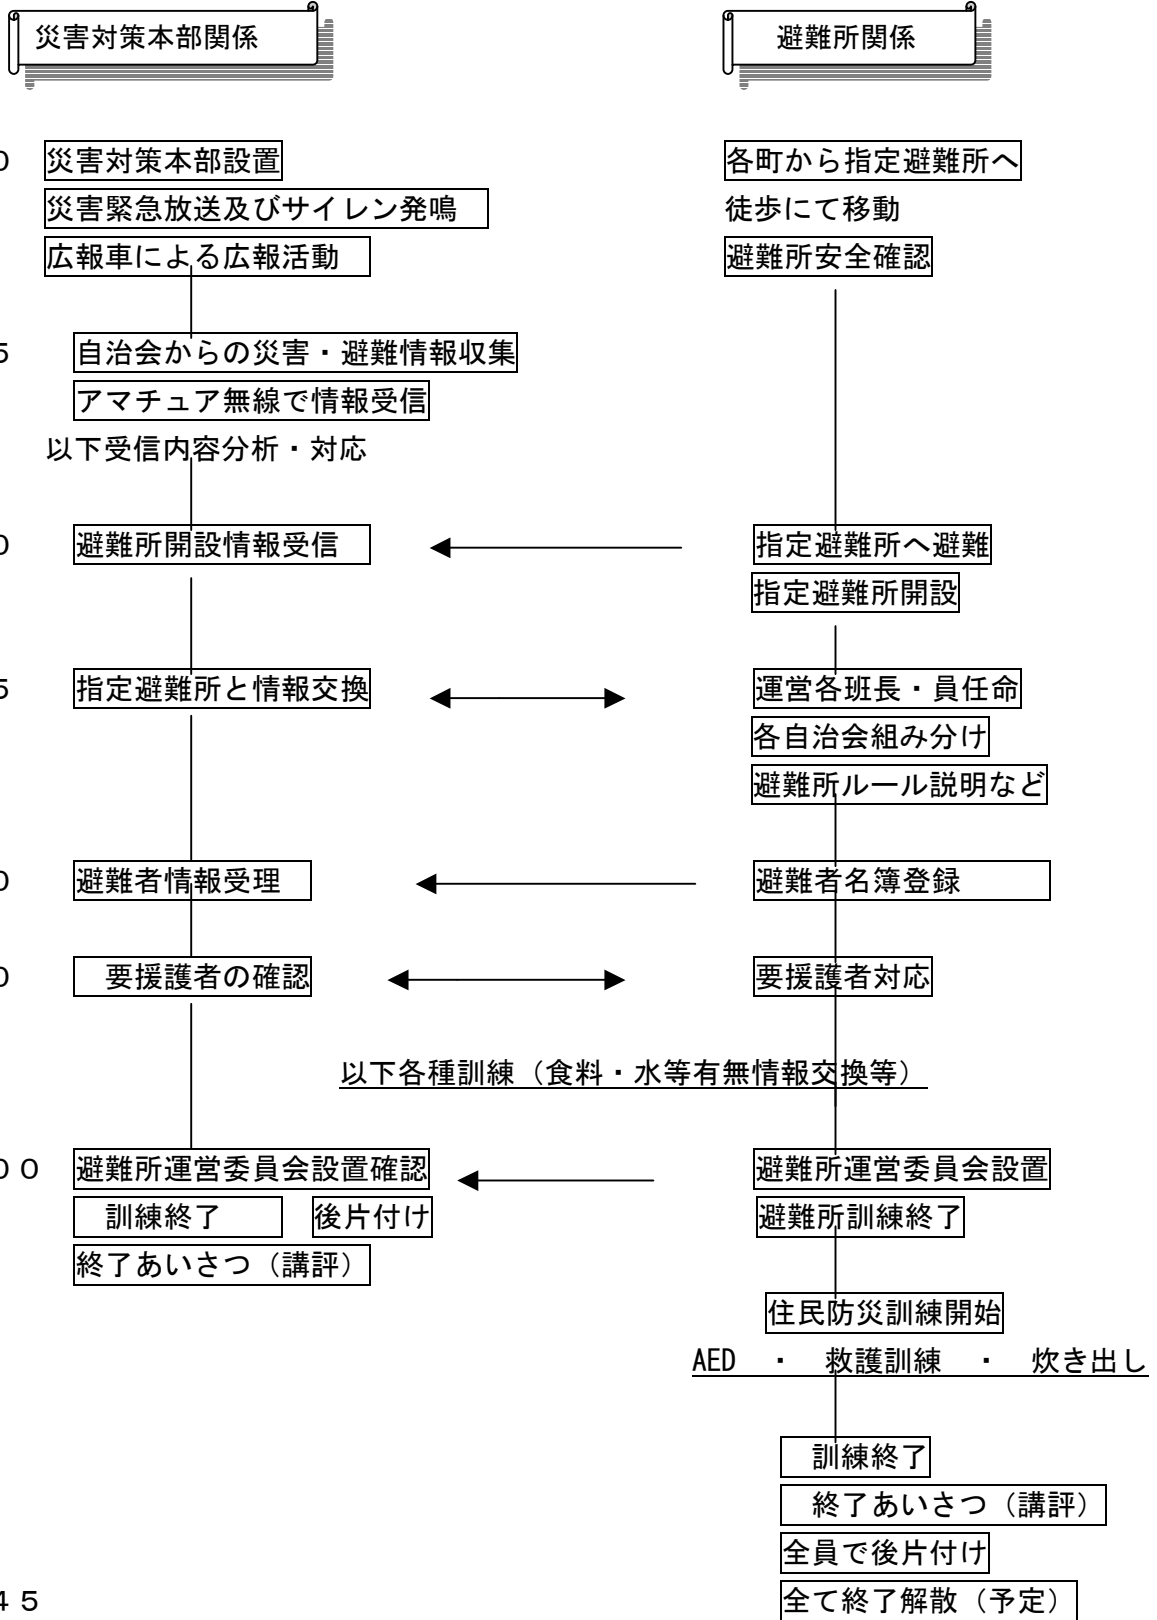 災害対策本部関係 避難所関係
0 災害対策本部設置 各町から指定避難所へ
災害緊急放送及びサイレン発鳴 徒歩にて移動
広報車による広報活動 避難所安全確認
5 自治会からの災害・避難情報収集
アマチュア無線で情報受信
以下受信内容分析・対応
0 避難所開設情報受信 指定避難所へ避難
指定避難所開設
5 指定避難所と情報交換 運営各班長・員任命
各自治会組み分け
避難所ルール説明など
0 避難者情報受理 避難者名簿登録
0 要援護者の確認 要援護者対応
以下各種訓練（食料・水等有無情報交換等）
00 避難所運営委員会設置確認 避難所運営委員会設置
訓練終了 後片付け 避難所訓練終了
終了あいさつ（講評）
住民防災訓練開始
AED ・ 救護訓練 ・ 炊き出し
訓練終了
終了あいさつ（講評）
全員で後片付け
45 全て終了解散（予定）